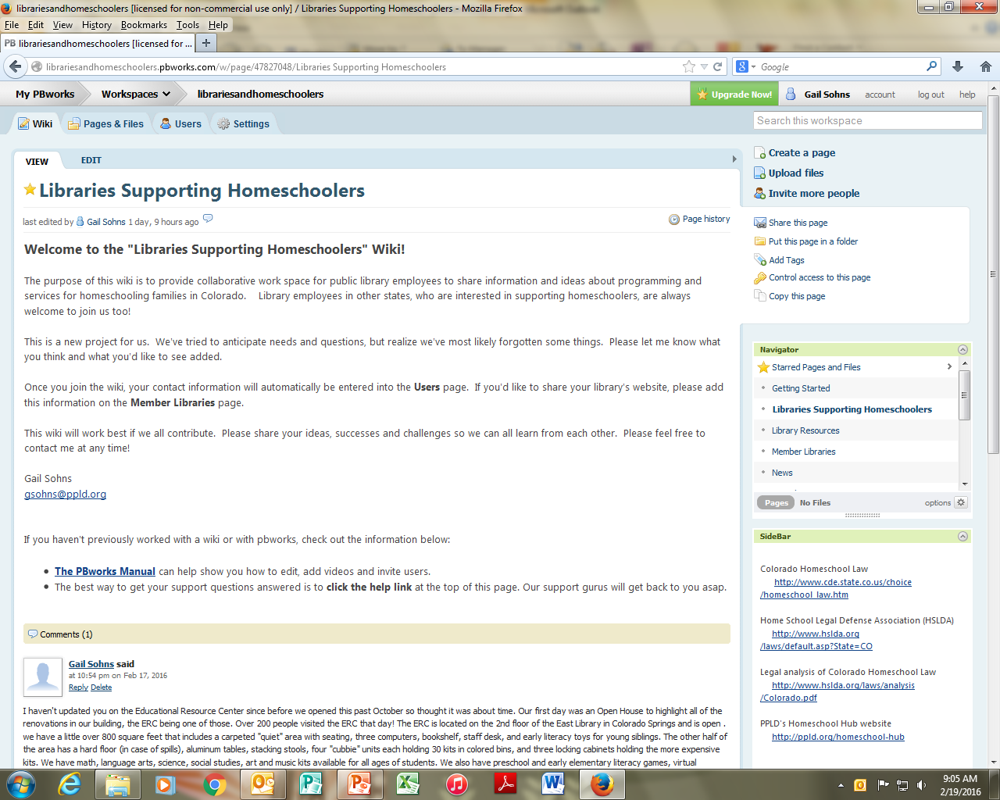 librariesandhomeschoolers [licensed for non-commercial use only] / Libraries Supporting Homeschoolers - Mozilla Firefox
File Edit View History Bookmarks Tools Help
PB librariesandhomeschoolers [licensed for ... +
librariesandhomeschoolers.pbworks.com/w/page/47827048/Libraries Supporting Homeschoolers
Google
My PBworks Workspaces librariesandhomeschoolers
Upgrade Now! Gail Sohns account log out help
Wiki Pages & Files Users Settings
Search this workspace
VIEW EDIT
Libraries Supporting Homeschoolers
last edited by Gail Sohns 1 day, 9 hours ago
Page history
Welcome to the "Libraries Supporting Homeschoolers" Wiki!
The purpose of this wiki is to provide collaborative work space for public library employees to share information and ideas about programming and
services for homeschooling families in Colorado. Library employees in other states, who are interested in supporting homeschoolers, are always
welcome to join us too!
This is a new project for us. We've tried to anticipate needs and questions, but realize we've most likely forgotten some things. Please let me know what
you think and what you'd like to see added.
Once you join the wiki, your contact information will automatically be entered into the Users page. If you'd like to share your library's website, please add
this information on the Member Libraries page.
This wiki will work best if we all contribute. Please share your ideas, successes and challenges so we can all learn from each other. Please feel free to
contact me at any time!
Gail Sohns
gsohns@ppld.org
If you haven't previously worked with a wiki or with pbworks, check out the information below:
• The PBworks Manual can help show you how to edit, add videos and invite users.
• The best way to get your support questions answered is to click the help link at the top of this page. Our support gurus will get back to you asap.
Comments (1)
Gail Sohns said
at 10:54 pm on Feb 17, 2016
Reply Delete
I haven't updated you on the Educational Resource Center since before we opened this past October so thought it was about time. Our first day was an Open House to highlight all of the
renovations in our building, the ERC being one of those. Over 200 people visited the ERC that day! The ERC is located on the 2nd floor of the East Library in Colorado Springs and is open .
we have a little over 800 square feet that includes a carpeted "quiet" area with seating, three computers, bookshelf, staff desk, and early literacy toys for young siblings. The other half of
the area has a hard floor (in case of spills), aluminum tables, stacking stools, four "cubbie" units each holding 30 kits in colored bins, and three locking cabinets holding the more expensive
kits. We have math, language arts, science, social studies, art and music kits available for all ages of students. We also have preschool and early elementary literacy games, virtual
Create a page
Upload files
Invite more people
Share this page
Put this page in a folder
Add Tags
Control access to this page
Copy this page
Navigator
Starred Pages and Files
Getting Started
Libraries Supporting Homeschoolers
Library Resources
Member Libraries
News
Pages No Files options
SideBar
Colorado Homeschool Law
http://www.cde.state.co.us/choice
/homeschool_law.htm
Home School Legal Defense Association (HSLDA)
http://www.hslda.org
/laws/default.asp?State=CO
Legal analysis of Colorado Homeschool Law
http://www.hslda.org/laws/analysis
/Colorado.pdf
PPLD's Homeschool Hub website
http://ppld.org/homeschool-hub
9:05 AM
2/19/2016